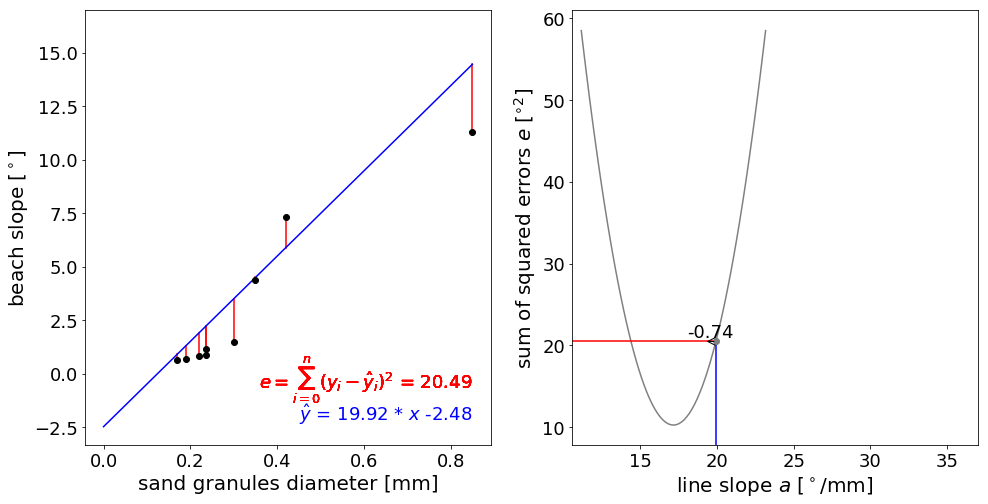 15.0
12.5
10.0
7.5
5.0
2.5
0.0
−2.5
0.0 0.2 0.4 0.6 0.8
beach slope [°]
sand granules diameter [mm]
e = ∑ⁿᵢ₌₀ (yᵢ − ŷᵢ)² = 20.49
ŷ = 19.92 * x -2.48
60
50
40
30
20
10
15 20 25 30 35
sum of squared errors e [°²]
line slope a [°/mm]
-0.74